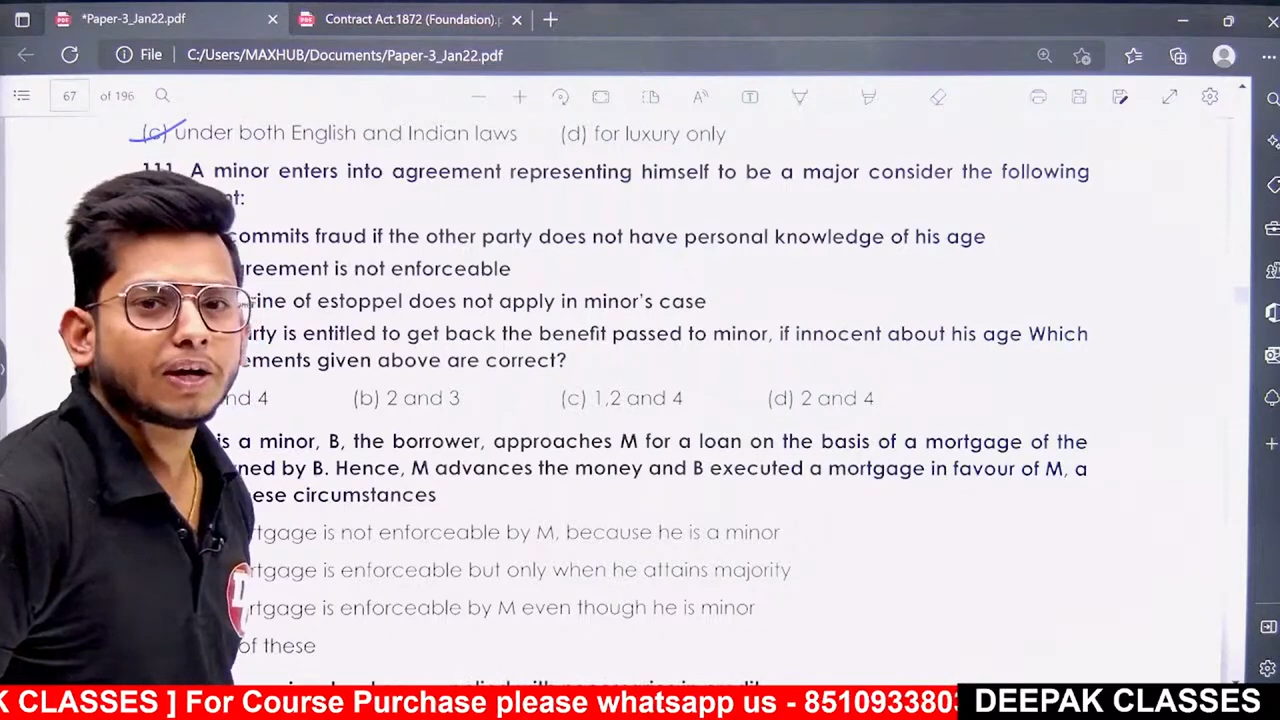 *Paper-3_Jan22.pdf
Contract Act.1872 (Foundation).p
File C:/Users/MAXHUB/Documents/Paper-3_Jan22.pdf
67 of 196
(c) under both English and Indian laws (d) for luxury only
111. A minor enters into agreement representing himself to be a major consider the following
nt:
commits fraud if the other party does not have personal knowledge of his age
greement is not enforceable
rine of estoppel does not apply in minor's case
arty is entitled to get back the benefit passed to minor, if innocent about his age Which
ements given above are correct?
nd 4 (b) 2 and 3 (c) 1,2 and 4 (d) 2 and 4
is a minor, B, the borrower, approaches M for a loan on the basis of a mortgage of the
ned by B. Hence, M advances the money and B executed a mortgage in favour of M, a
ese circumstances
rtgage is not enforceable by M, because he is a minor
rtgage is enforceable but only when he attains majority
rtgage is enforceable by M even though he is minor
of these
K CLASSES ] For Course Purchase please whatsapp us - 8510933803
DEEPAK CLASSES